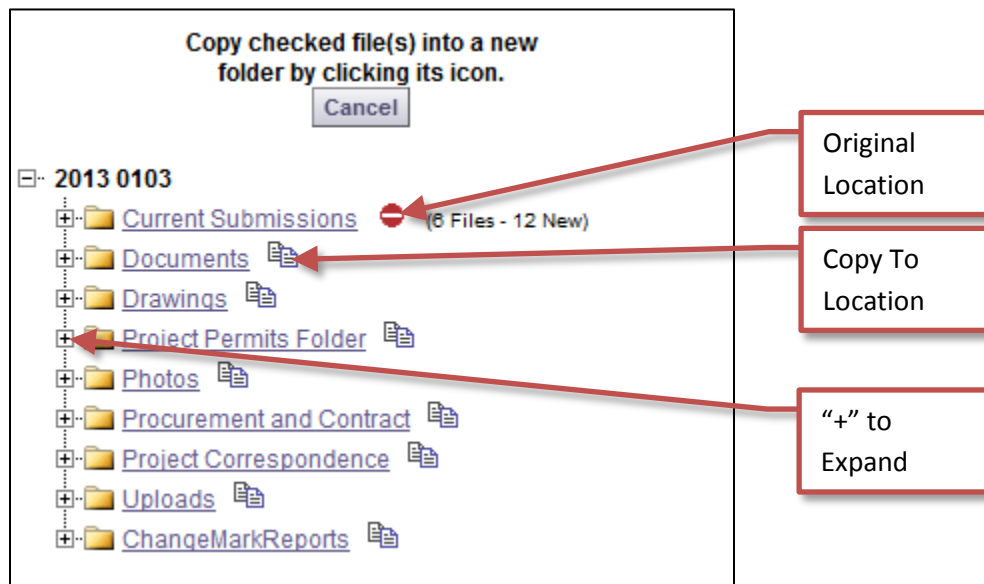 Copy checked file(s) into a new
folder by clicking its icon.
Cancel
2013 0103
Current Submissions (6 Files - 12 New)
Documents
Drawings
Project Permits Folder
Photos
Procurement and Contract
Project Correspondence
Uploads
ChangeMarkReports
Original
Location
Copy To
Location
“+” to
Expand